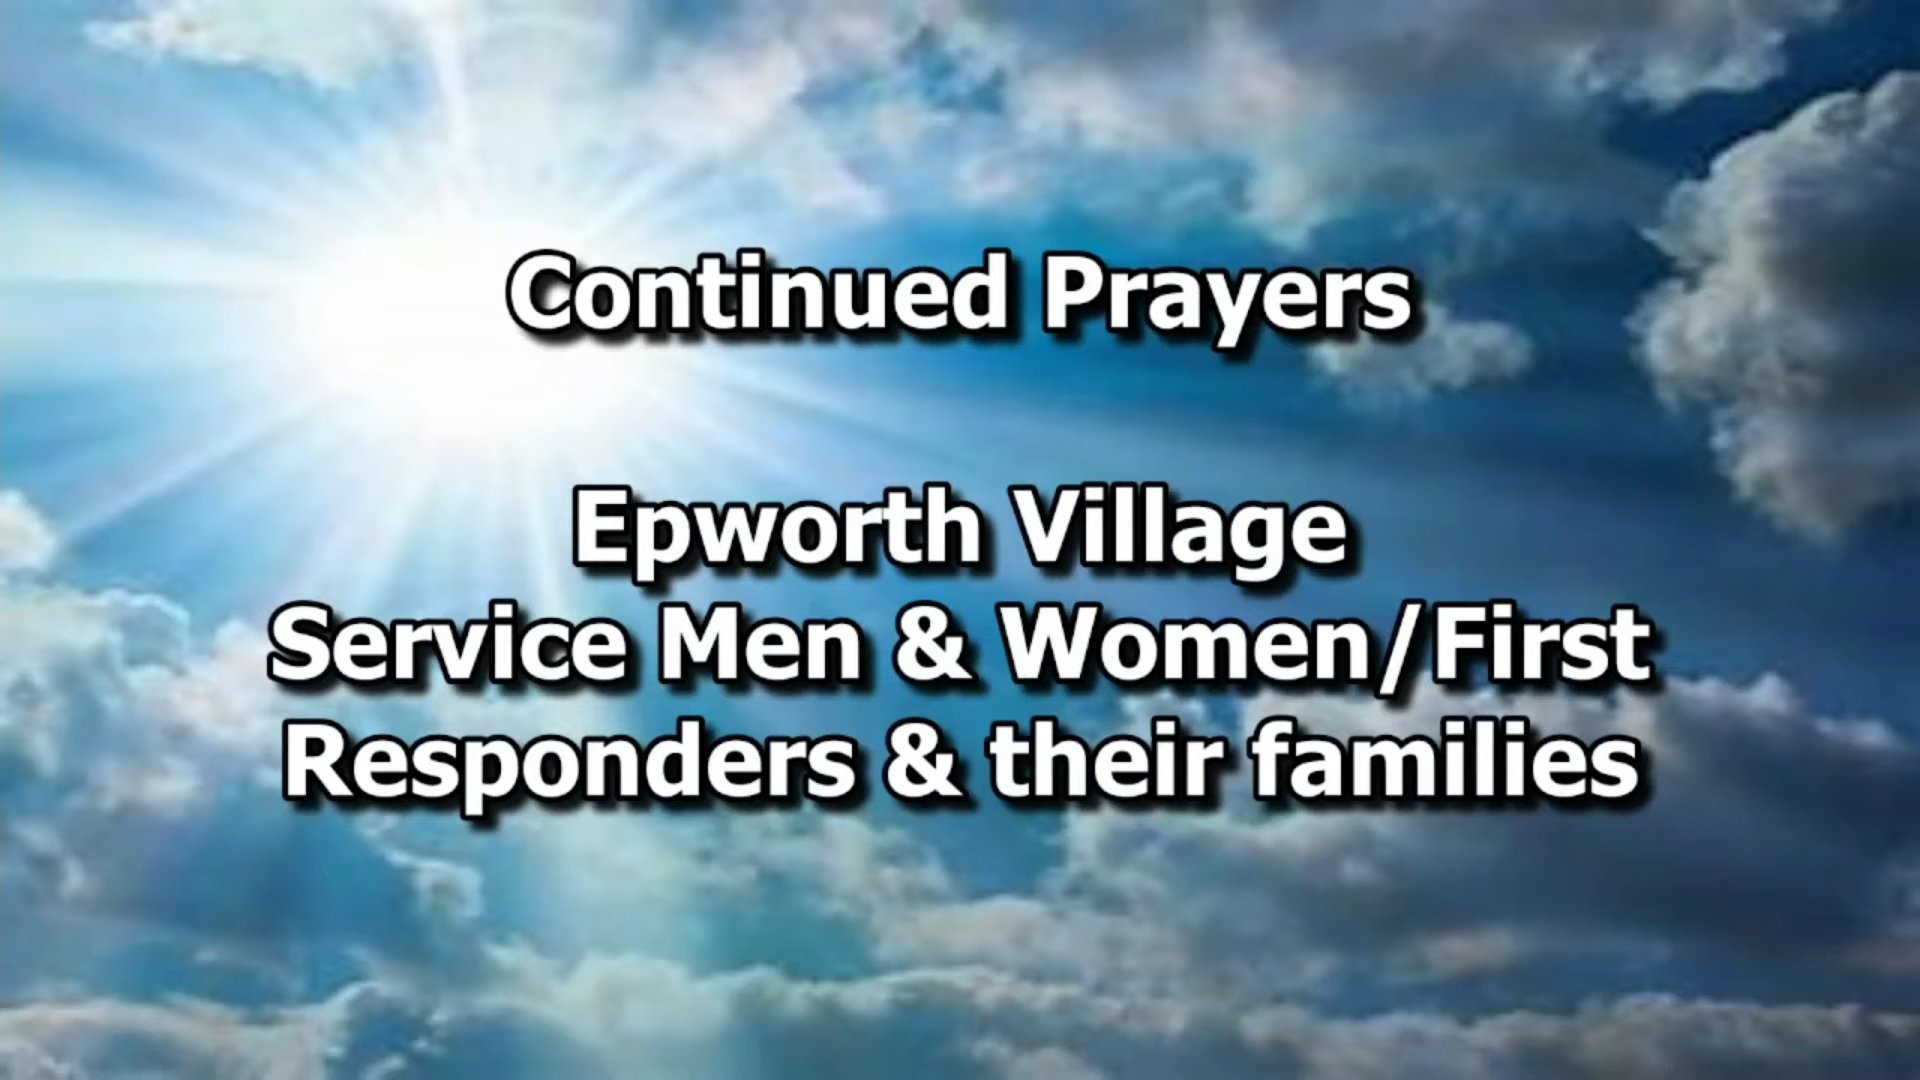 Continued Prayers
Epworth Village
Service Men & Women/First
Responders & their families